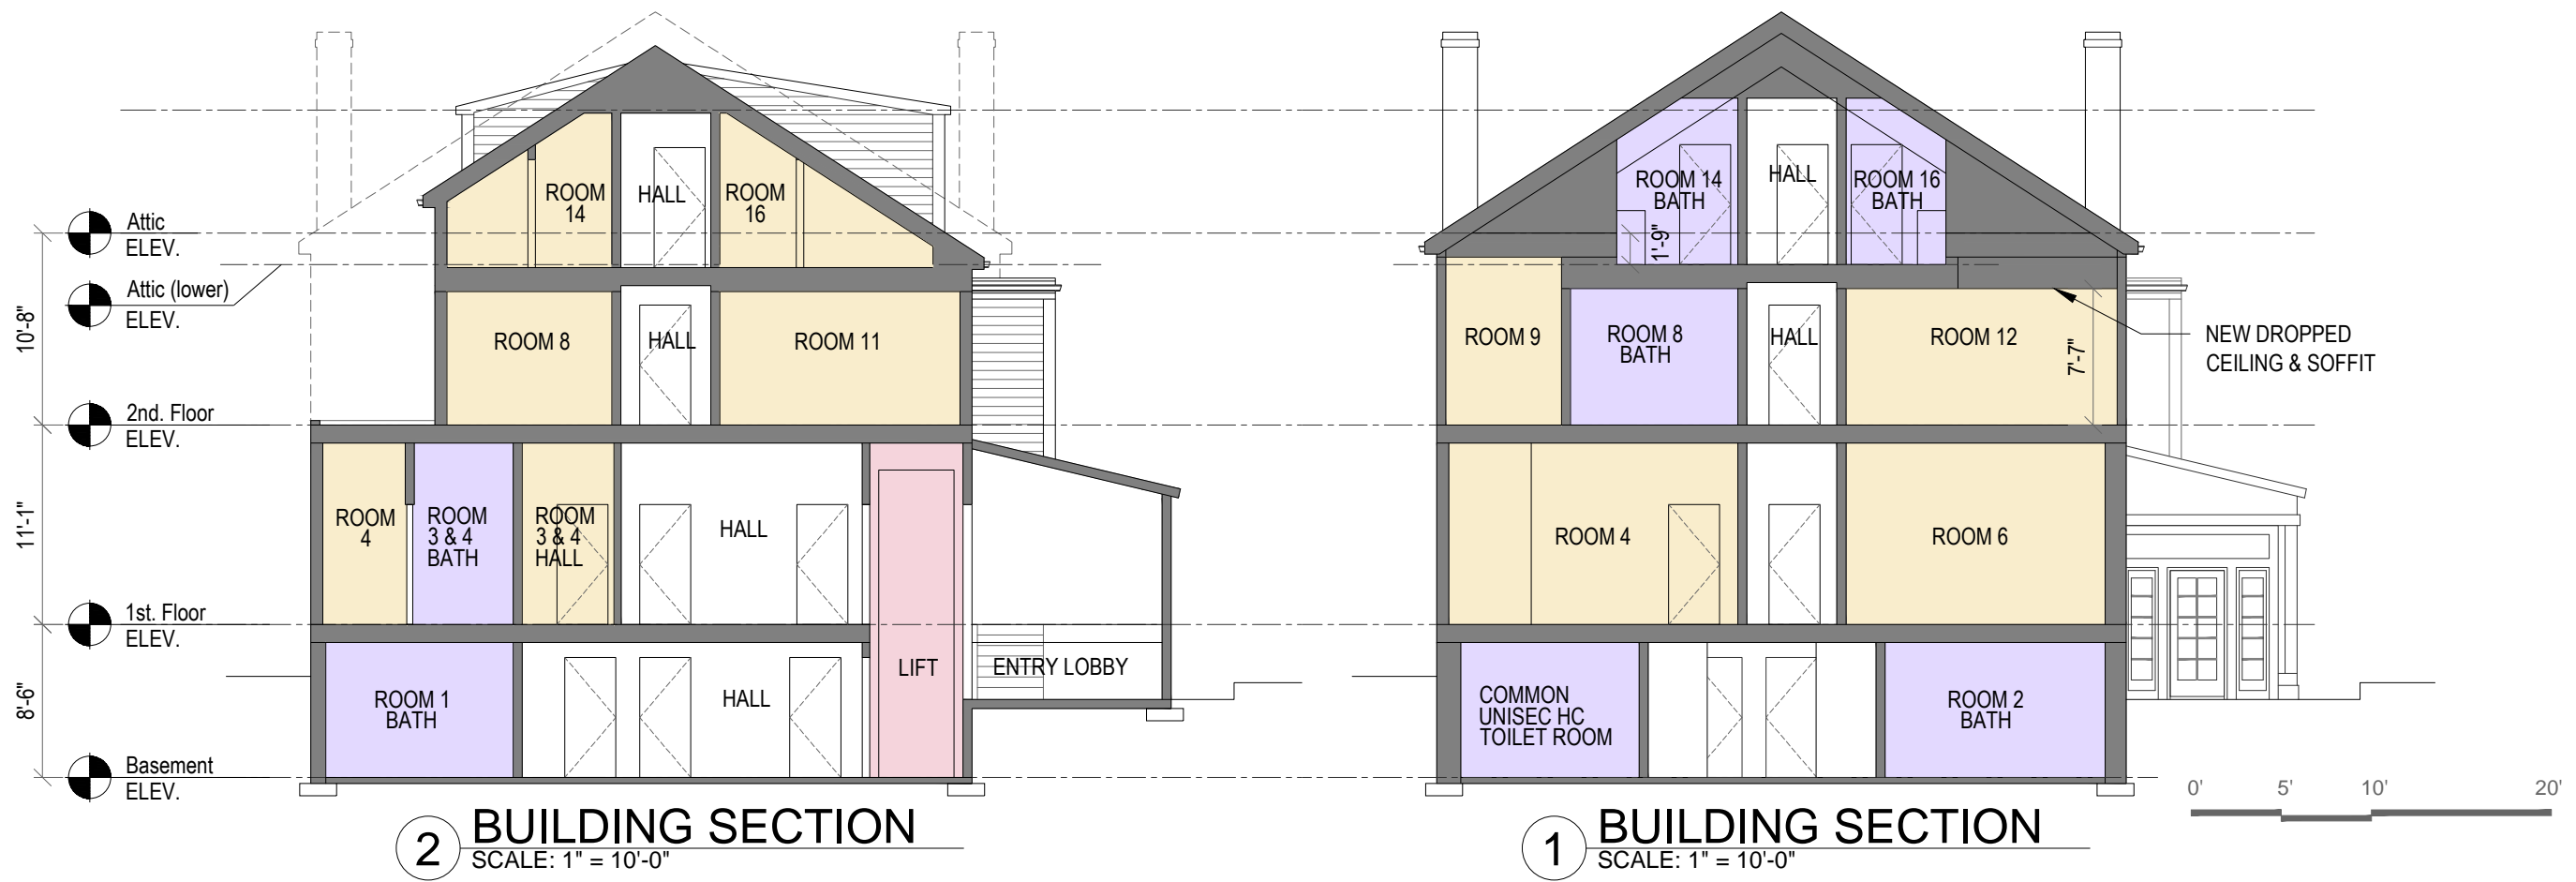 Attic
ELEV.
Attic (lower)
ELEV.
2nd. Floor
ELEV.
1st. Floor
ELEV.
Basement
ELEV.
10'-8"
11'-1"
8'-6"
ROOM
14
HALL
ROOM
16
ROOM 8
HALL
ROOM 11
ROOM
4
ROOM
3 & 4
BATH
ROOM
3 & 4
HALL
HALL
ROOM 1
BATH
HALL
LIFT
ENTRY LOBBY
2
BUILDING SECTION
SCALE: 1" = 10'-0"
ROOM 14
BATH
HALL
ROOM 16
BATH
1'-9"
ROOM 9
ROOM 8
BATH
HALL
ROOM 12
7'-7"
NEW DROPPED
CEILING & SOFFIT
ROOM 4
ROOM 6
COMMON
UNISEC HC
TOILET ROOM
ROOM 2
BATH
0' 5' 10' 20'
1
BUILDING SECTION
SCALE: 1" = 10'-0"